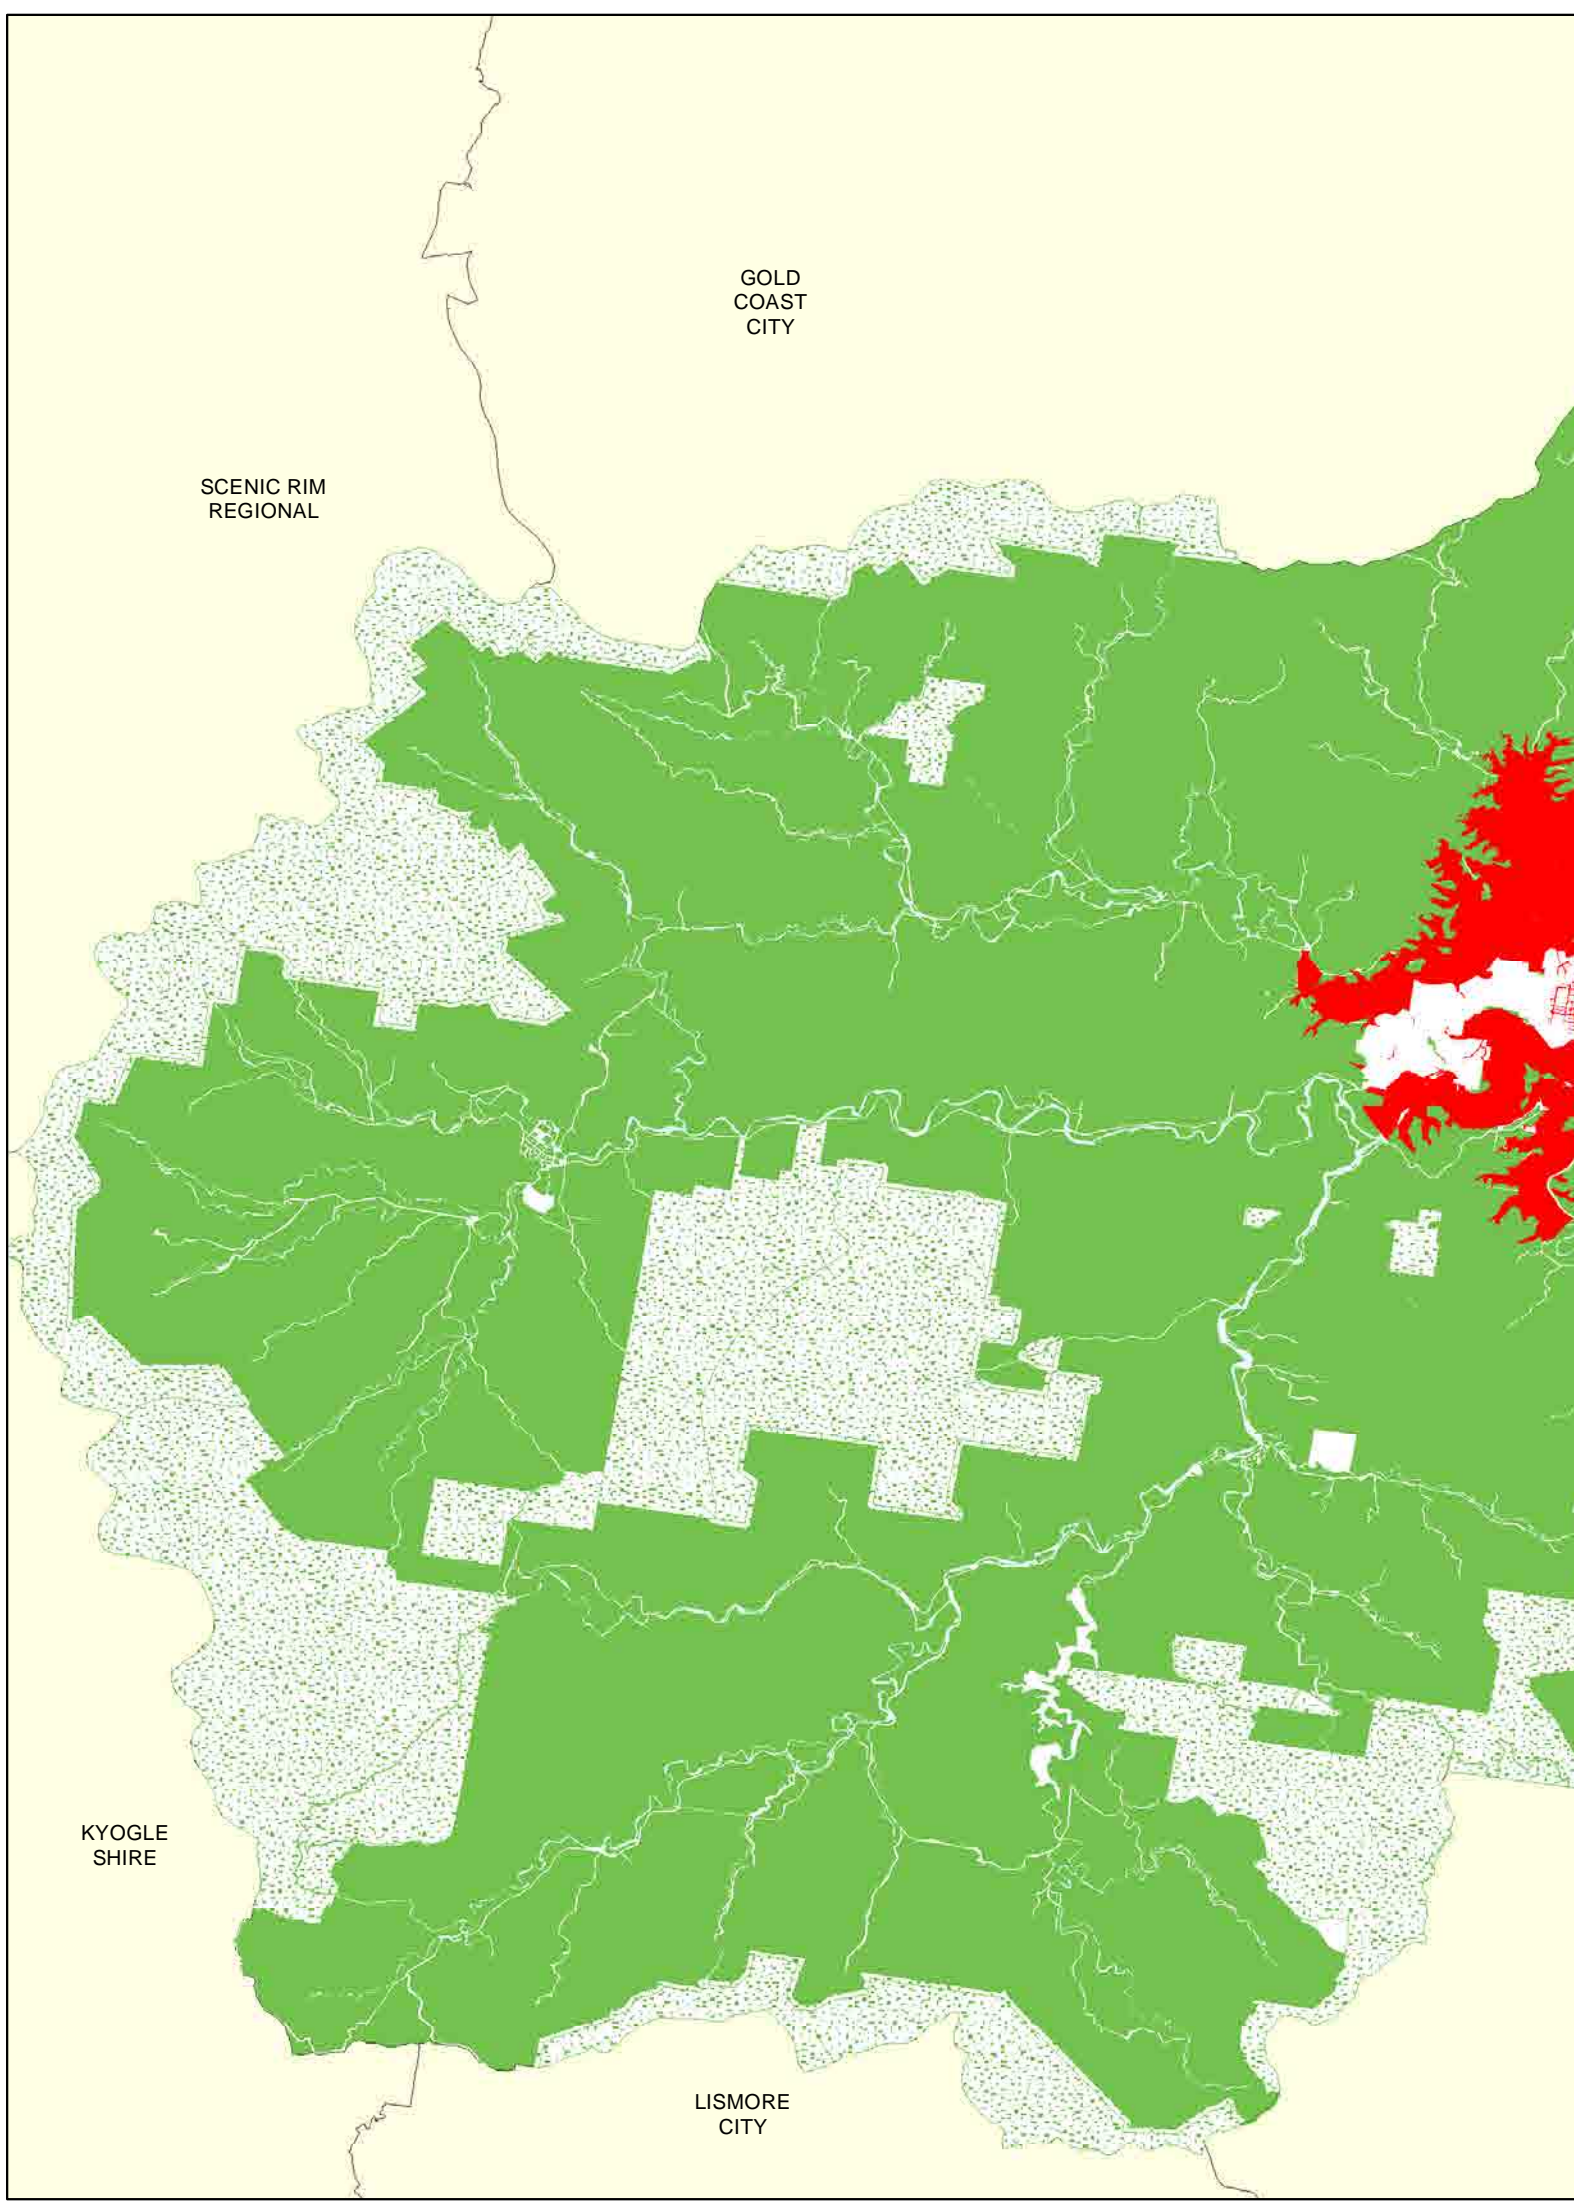 GOLD
COAST
CITY
SCENIC RIM
REGIONAL
KYOGLE
SHIRE
LISMORE
CITY